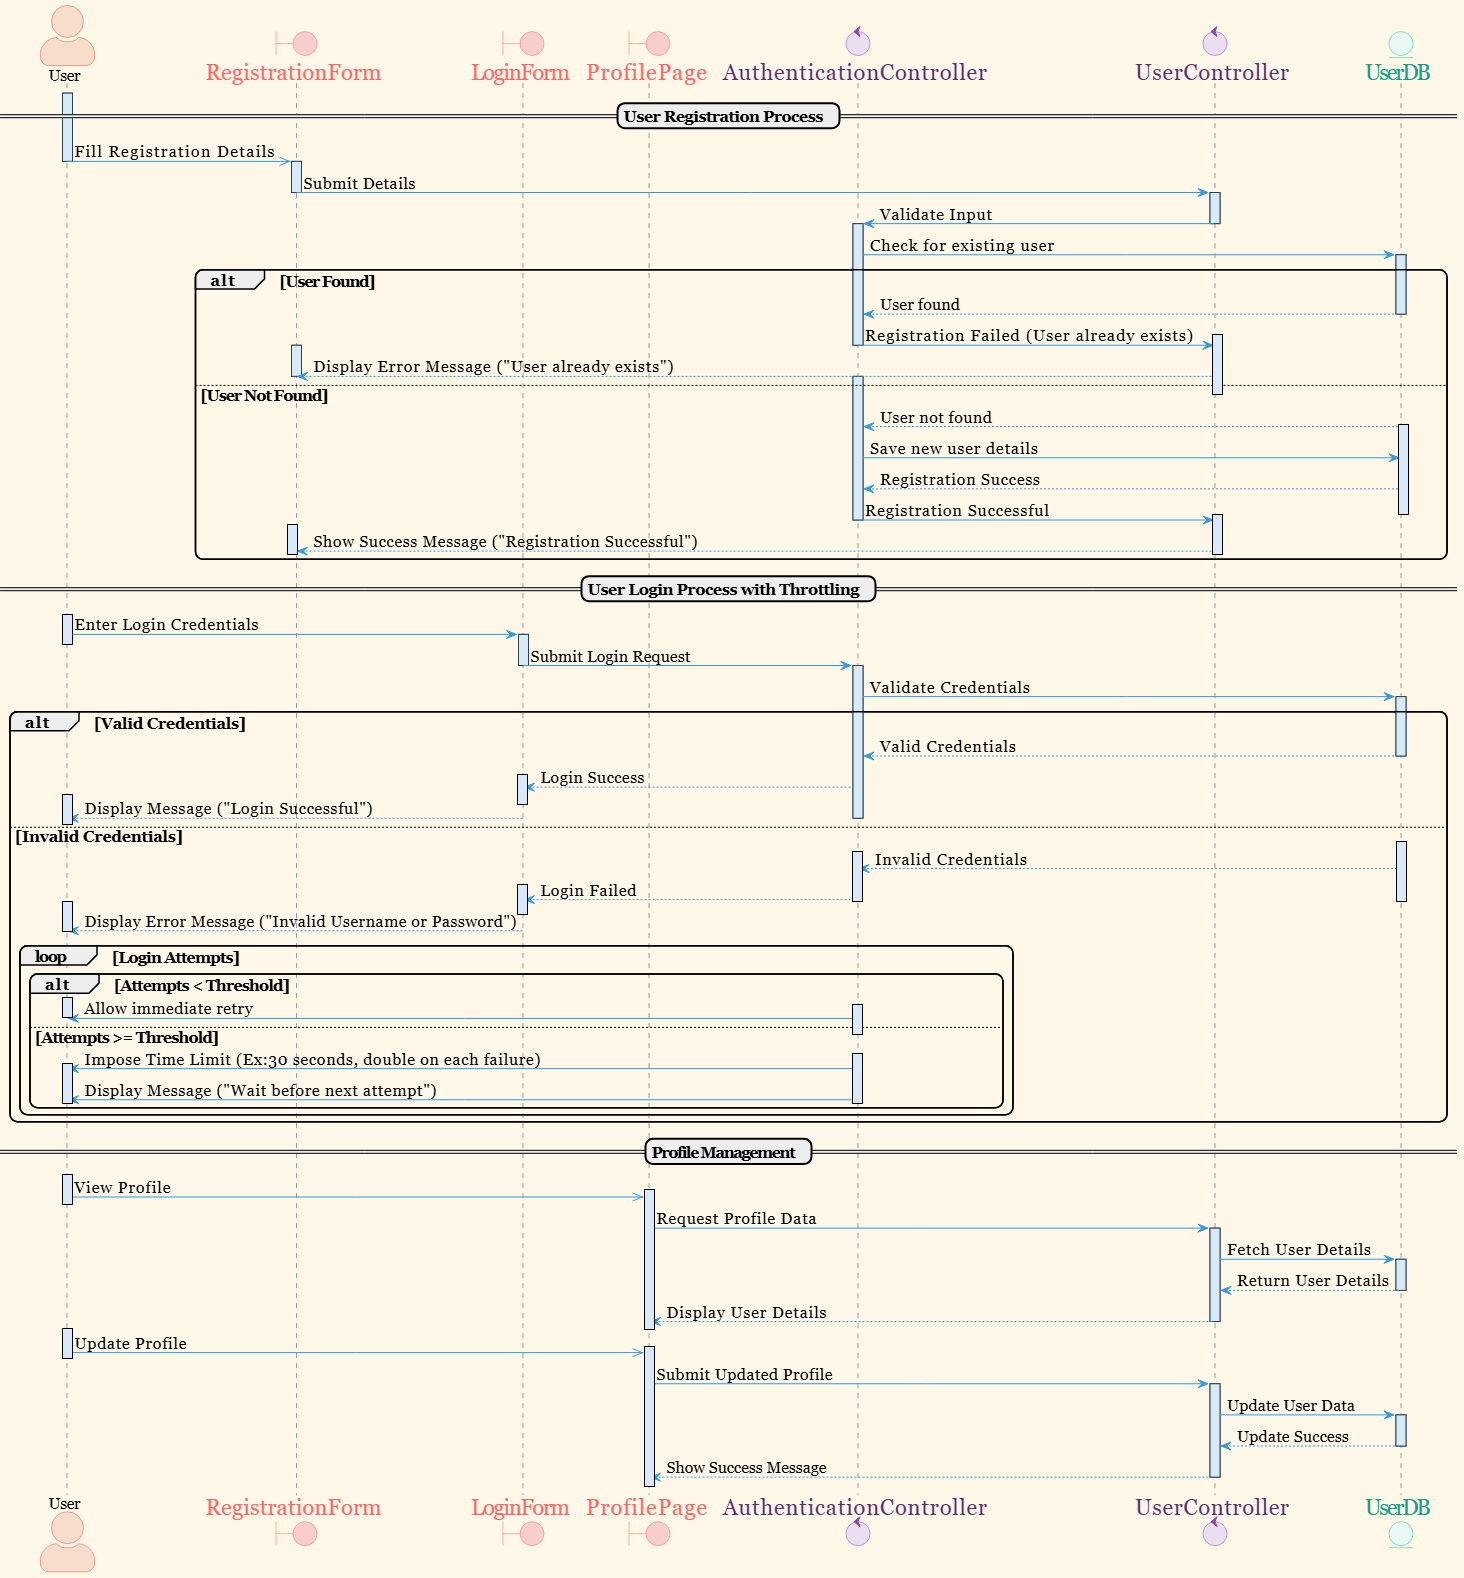 User
RegistrationForm
LoginForm
ProfilePage
AuthenticationController
UserController
UserDB
User Registration Process
Fill Registration Details
Submit Details
Validate Input
Check for existing user
alt
[User Found]
User found
Registration Failed (User already exists)
Display Error Message ("User already exists")
[User Not Found]
User not found
Save new user details
Registration Success
Registration Successful
Show Success Message ("Registration Successful")
User Login Process with Throttling
Enter Login Credentials
Submit Login Request
Validate Credentials
alt
[Valid Credentials]
Valid Credentials
Login Success
Display Message ("Login Successful")
[Invalid Credentials]
Invalid Credentials
Login Failed
Display Error Message ("Invalid Username or Password")
loop
[Login Attempts]
alt
[Attempts < Threshold]
Allow immediate retry
[Attempts >= Threshold]
Impose Time Limit (Ex:30 seconds, double on each failure)
Display Message ("Wait before next attempt")
Profile Management
View Profile
Request Profile Data
Fetch User Details
Return User Details
Display User Details
Update Profile
Submit Updated Profile
Update User Data
Update Success
Show Success Message
User
RegistrationForm
LoginForm
ProfilePage
AuthenticationController
UserController
UserDB